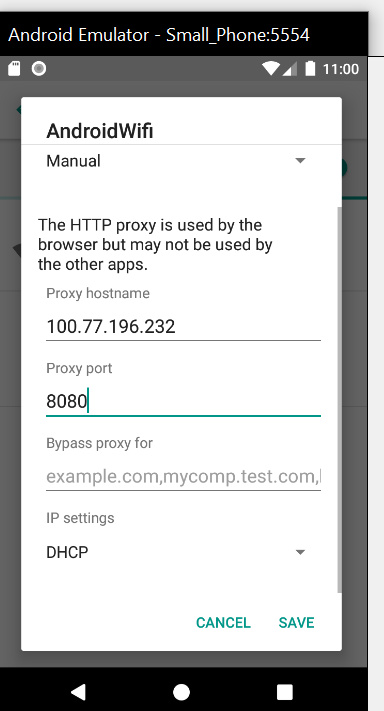 Android Emulator - Small_Phone:5554
11:00
AndroidWifi
Manual
The HTTP proxy is used by the
browser but may not be used by
the other apps.
Proxy hostname
100.77.196.232
Proxy port
8080
Bypass proxy for
example.com,mycomp.test.com,l
IP settings
DHCP
CANCEL SAVE